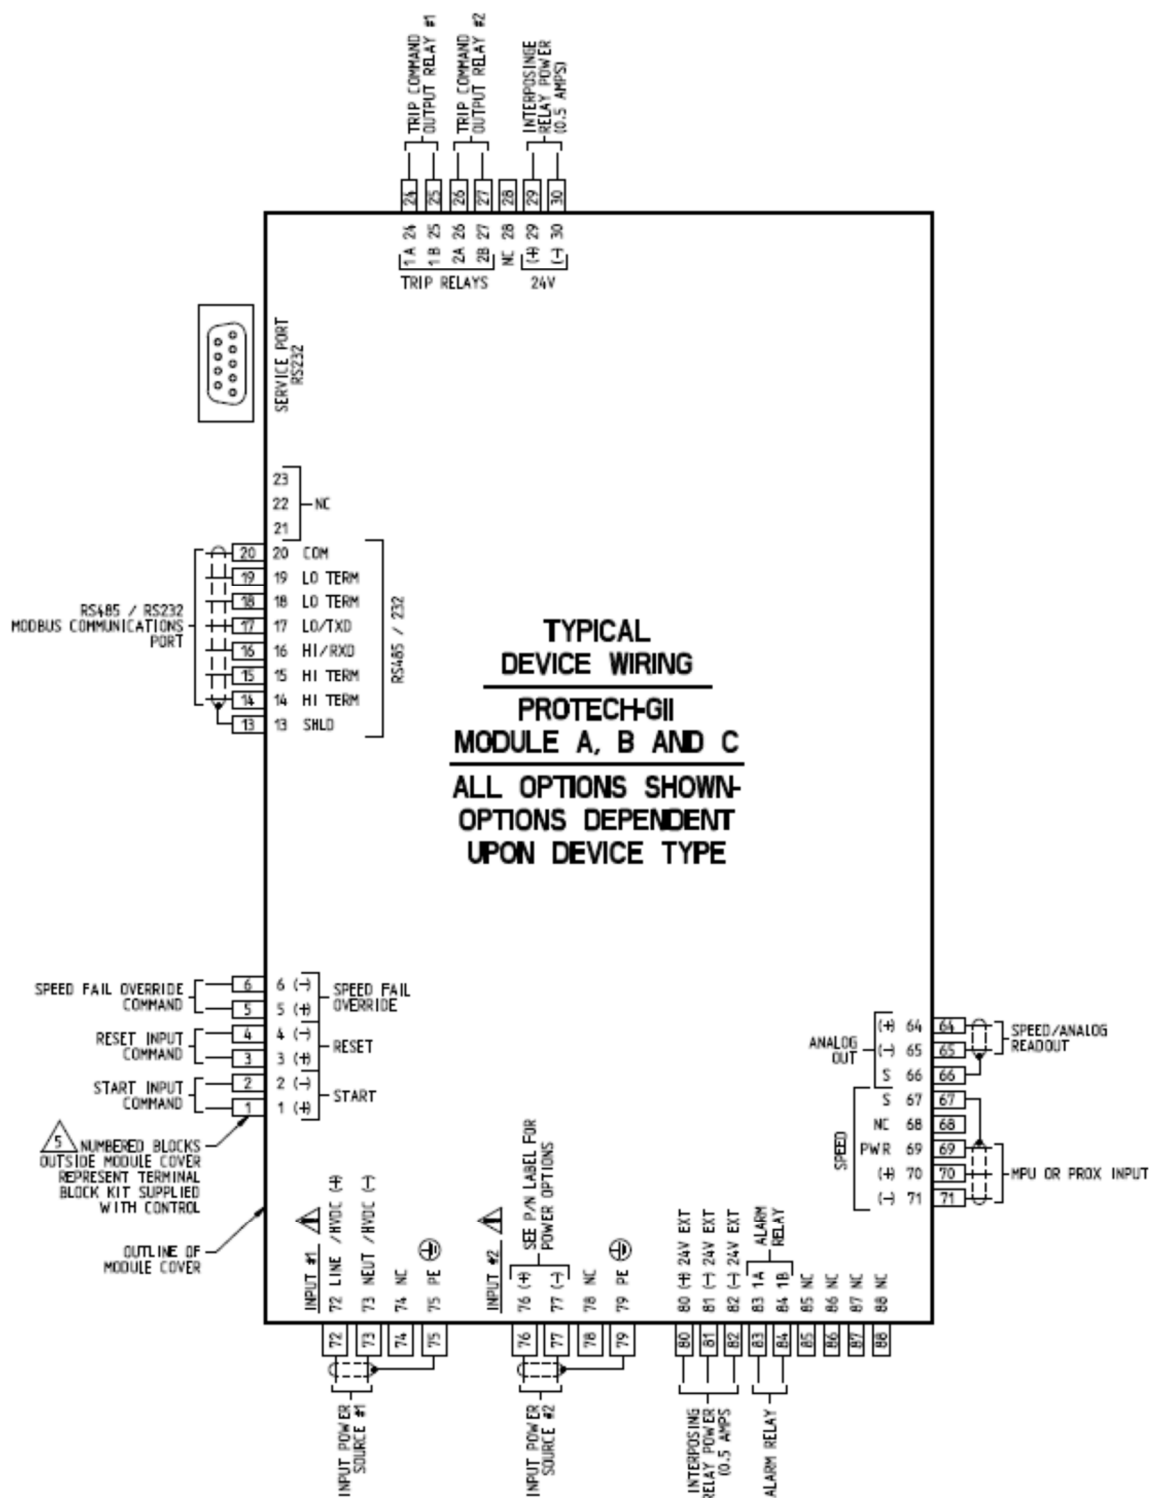 TRIP COMMAND
OUTPUT RELAY #1
TRIP COMMAND
OUTPUT RELAY #2
INTERPOSINGE
RELAY POWER
(0.5 AMPS)
24
25
26
27
28
29
30
1A 24
1B 25
2A 26
2B 27
NC 28
(+) 29
(-) 30
TRIP RELAYS
24V
SERVICE PORT
RS232
23
22
21
NC
20 20 COM
19 19 LO TERM
18 18 LO TERM
17 17 LO/TXD
16 16 HI/RXD
15 15 HI TERM
14 14 HI TERM
13 13 SHLD
RS485 / RS232
MODBUS COMMUNICATIONS
PORT
RS485 / 232
TYPICAL
DEVICE WIRING
PROTECH-GII
MODULE A, B AND C
ALL OPTIONS SHOWN-
OPTIONS DEPENDENT
UPON DEVICE TYPE
SPEED FAIL OVERRIDE
COMMAND
6 6 (-)
5 5 (+)
SPEED FAIL
OVERRIDE
RESET INPUT
COMMAND
4 4 (-)
3 3 (+)
RESET
START INPUT
COMMAND
2 2 (-)
1 1 (+)
START
5 NUMBERED BLOCKS
OUTSIDE MODULE COVER
REPRESENT TERMINAL
BLOCK KIT SUPPLIED
WITH CONTROL
OUTLINE OF
MODULE COVER
ANALOG
OUT
(+) 64 64
(-) 65 65
S 66 66
SPEED/ANALOG
READOUT
SPEED
S 67 67
NC 68 68
PWR 69 69
(+) 70 70
(-) 71 71
MPU OR PROX INPUT
INPUT #1
72 LINE /HVDC (+)
73 NEUT /HVDC (-)
74 NC
75 PE
INPUT #2
SEE P/N LABEL FOR
POWER OPTIONS
76 (+)
77 (-)
78 NC
79 PE
80 (+) 24V EXT
81 (-) 24V EXT
82 (-) 24V EXT
ALARM
RELAY
83 1A
84 1B
85 NC
86 NC
87 NC
88 NC
72
73
74
75
76
77
78
79
80
81
82
83
84
85
86
87
88
INPUT POWER
SOURCE #1
INPUT POWER
SOURCE #2
INTERPOSING
RELAY POWER
(0.5 AMPS
ALARM RELAY